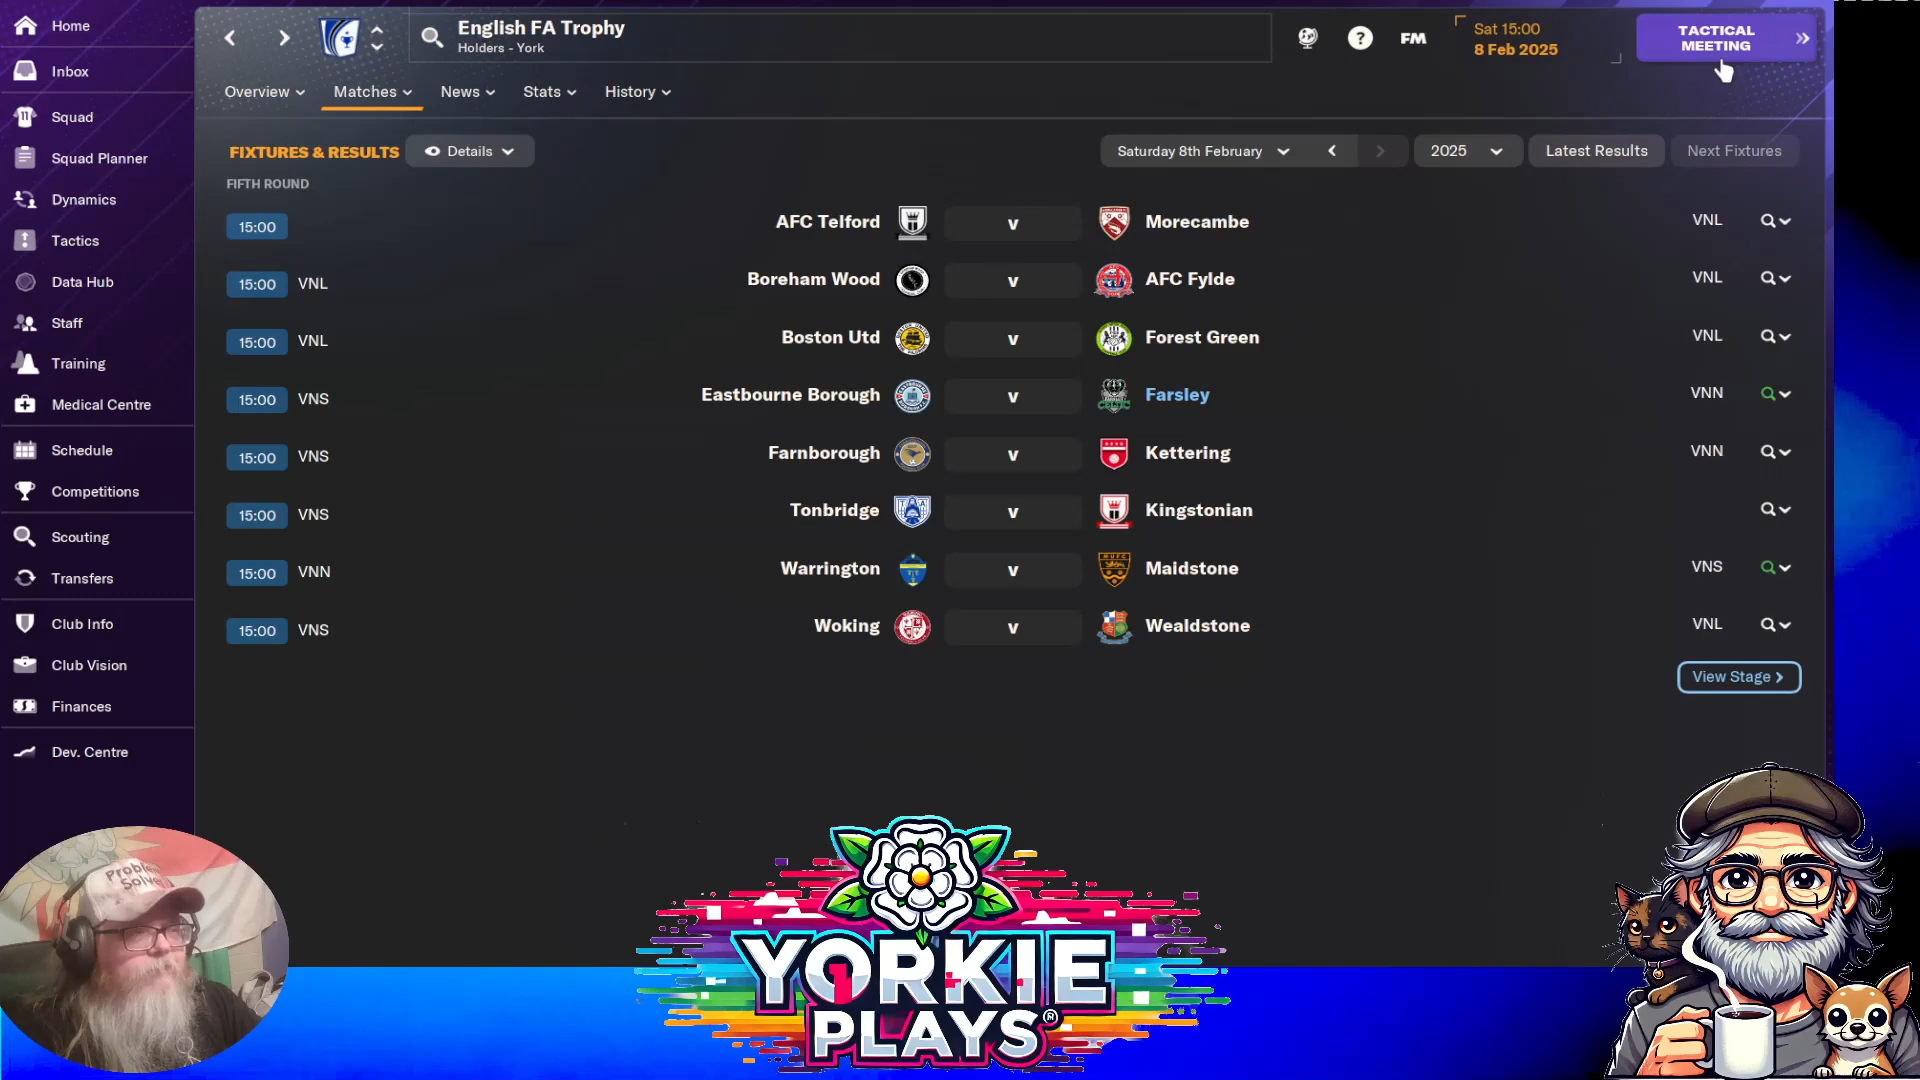 Home
Inbox
Squad
Squad Planner
Dynamics
Tactics
Data Hub
Staff
Training
Medical Centre
Schedule
Competitions
Scouting
Transfers
Club Info
Club Vision
Finances
Dev. Centre
English FA Trophy
Holders - York
?
FM
Sat 15:00
8 Feb 2025
TACTICAL
MEETING
Overview
Matches
News
Stats
History
FIXTURES & RESULTS
Details
Saturday 8th February
2025
Latest Results
Next Fixtures
FIFTH ROUND
15:00 AFC Telford v Morecambe VNL
15:00 VNL Boreham Wood v AFC Fylde VNL
15:00 VNL Boston Utd v Forest Green VNL
15:00 VNS Eastbourne Borough v Farsley VNN
15:00 VNS Farnborough v Kettering VNN
15:00 VNS Tonbridge v Kingstonian
15:00 VNN Warrington v Maidstone VNS
15:00 VNS Woking v Wealdstone VNL
View Stage
YORKIE
PLAYS